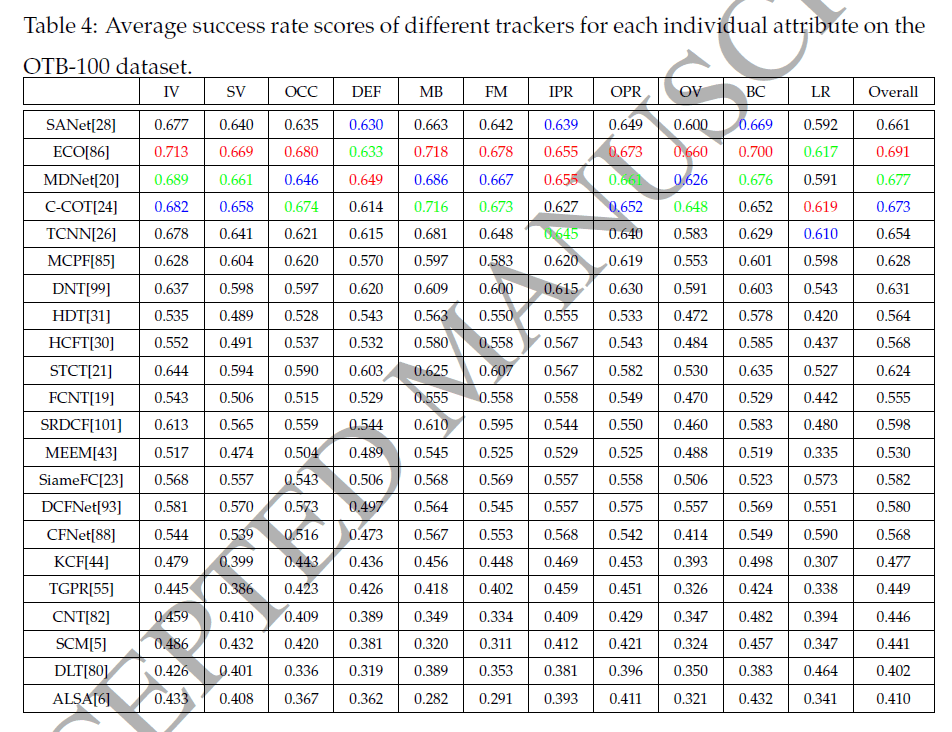 Table 4: Average success rate scores of different trackers for each individual attribute on the
OTB-100 dataset.
IV SV OCC DEF MB FM IPR OPR OV BC LR Overall
SANet[28] 0.677 0.640 0.635 0.630 0.663 0.642 0.639 0.649 0.600 0.669 0.592 0.661
ECO[86] 0.713 0.669 0.680 0.633 0.718 0.678 0.655 0.673 0.660 0.700 0.617 0.691
MDNet[20] 0.689 0.661 0.646 0.649 0.686 0.667 0.655 0.661 0.626 0.676 0.591 0.677
C-COT[24] 0.682 0.658 0.674 0.614 0.716 0.673 0.627 0.652 0.648 0.652 0.619 0.673
TCNN[26] 0.678 0.641 0.621 0.615 0.681 0.648 0.645 0.640 0.583 0.629 0.610 0.654
MCPF[85] 0.628 0.604 0.620 0.570 0.597 0.583 0.620 0.619 0.553 0.601 0.598 0.628
DNT[99] 0.637 0.598 0.597 0.620 0.609 0.600 0.615 0.630 0.591 0.603 0.543 0.631
HDT[31] 0.535 0.489 0.528 0.543 0.563 0.550 0.555 0.533 0.472 0.578 0.420 0.564
HCFT[30] 0.552 0.491 0.537 0.532 0.580 0.558 0.567 0.543 0.484 0.585 0.437 0.568
STCT[21] 0.644 0.594 0.590 0.603 0.625 0.607 0.567 0.582 0.530 0.635 0.527 0.624
FCNT[19] 0.543 0.506 0.515 0.529 0.555 0.558 0.558 0.549 0.470 0.529 0.442 0.555
SRDCF[101] 0.613 0.565 0.559 0.544 0.610 0.595 0.544 0.550 0.460 0.583 0.480 0.598
MEEM[43] 0.517 0.474 0.504 0.489 0.545 0.525 0.529 0.525 0.488 0.519 0.335 0.530
SiameFC[23] 0.568 0.557 0.543 0.506 0.568 0.569 0.557 0.558 0.506 0.523 0.573 0.582
DCFNet[93] 0.581 0.570 0.573 0.497 0.564 0.545 0.557 0.575 0.557 0.569 0.551 0.580
CFNet[88] 0.544 0.539 0.516 0.473 0.567 0.553 0.568 0.542 0.414 0.549 0.590 0.568
KCF[44] 0.479 0.399 0.443 0.436 0.456 0.448 0.469 0.453 0.393 0.498 0.307 0.477
TGPR[55] 0.445 0.386 0.423 0.426 0.418 0.402 0.459 0.451 0.326 0.424 0.338 0.449
CNT[82] 0.459 0.410 0.409 0.389 0.349 0.334 0.409 0.429 0.347 0.482 0.394 0.446
SCM[5] 0.486 0.432 0.420 0.381 0.320 0.311 0.412 0.421 0.324 0.457 0.347 0.441
DLT[80] 0.426 0.401 0.336 0.319 0.389 0.353 0.381 0.396 0.350 0.383 0.464 0.402
ALSA[6] 0.433 0.408 0.367 0.362 0.282 0.291 0.393 0.411 0.321 0.432 0.341 0.410
CEPTED MANUSCRI